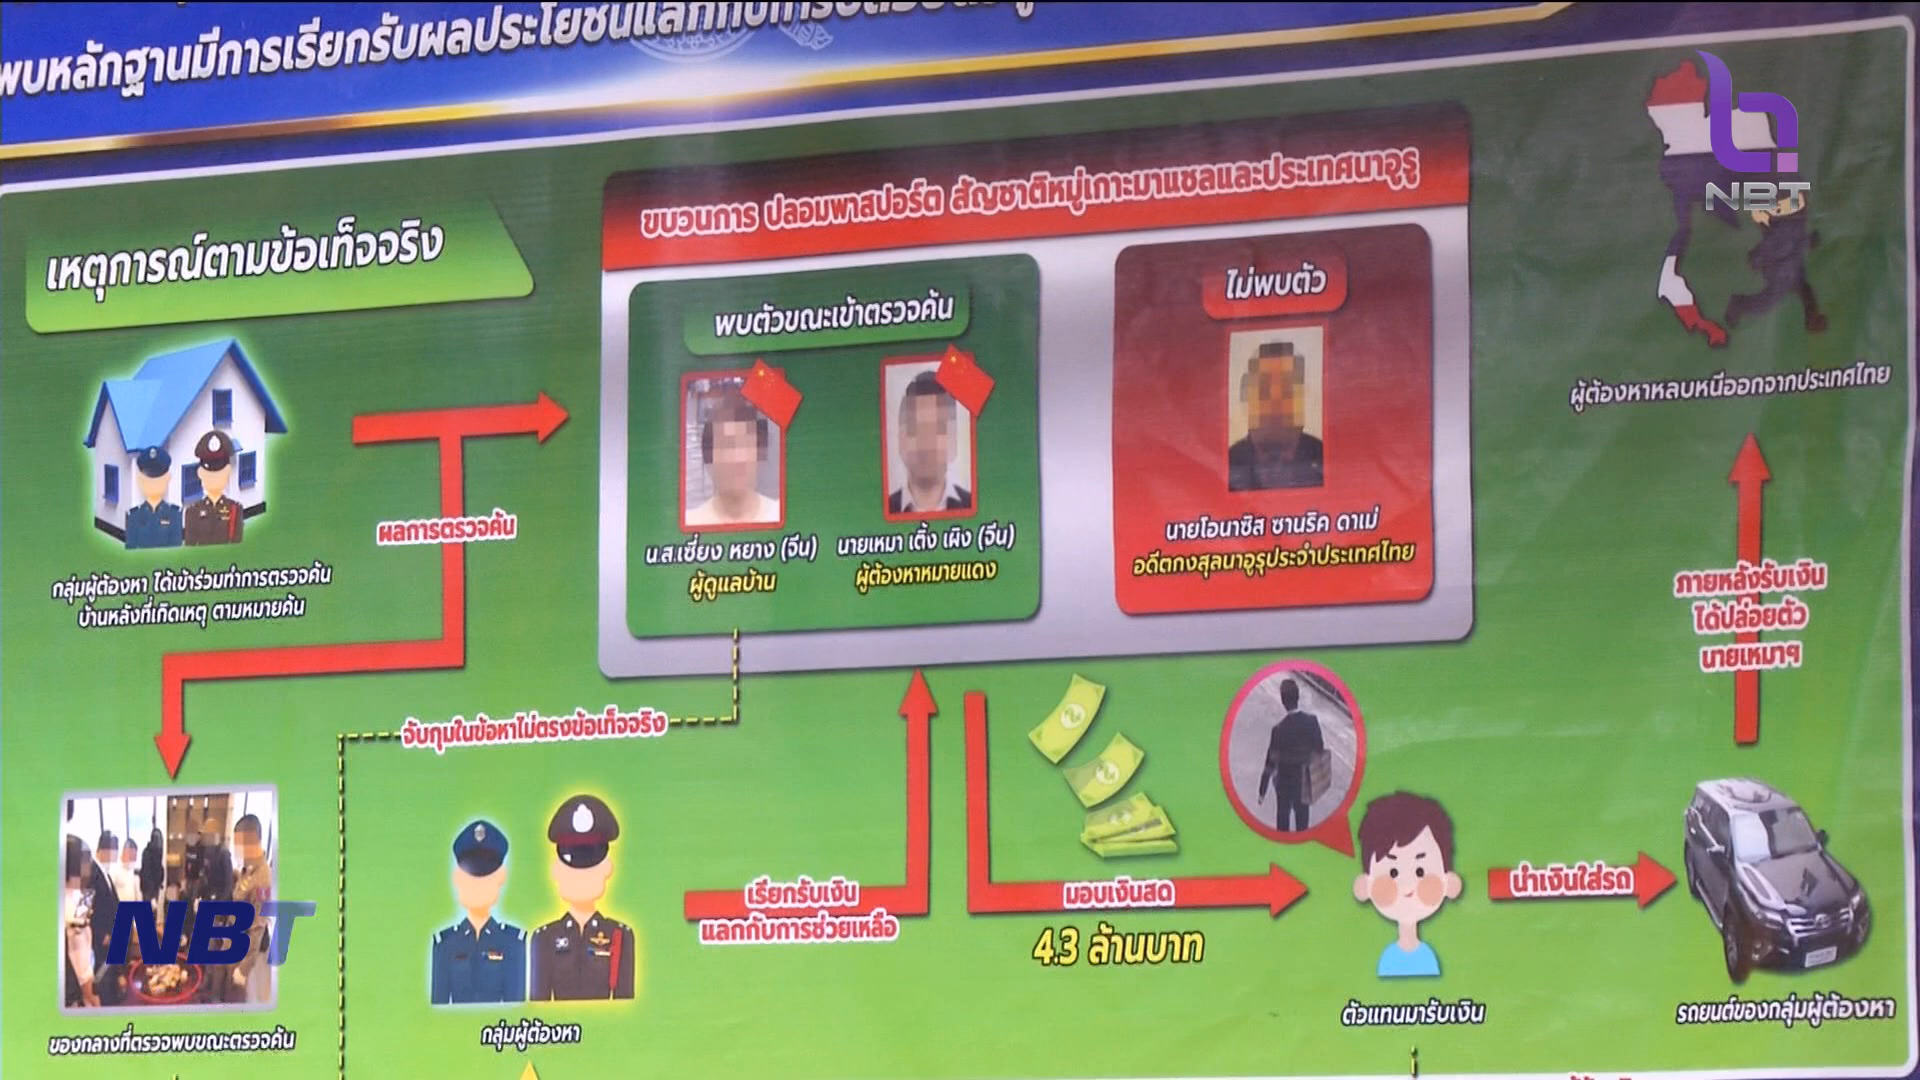 พบหลักฐานมีการเรียกรับผลประโยชน์แลกกับการ
NBT
ขบวนการ ปลอมพาสปอร์ต สัญชาติหมู่เกาะมาแชลและประเทศนาอูรู
เหตุการณ์ตามข้อเท็จจริง
พบตัวขณะเข้าตรวจค้น
ไม่พบตัว
ผู้ต้องหาหลบหนีออกจากประเทศไทย
ผลการตรวจค้น
น.ส.เซี่ยง หยาง (จีน)
ผู้ดูแลบ้าน
นายเหมา เติ้ง เผิง (จีน)
ผู้ต้องหาหมายแดง
นายโอนาซิส ซานริค ดาเม่
อดีตกงสุลนาอูรุประจำประเทศไทย
กลุ่มผู้ต้องหา ได้เข้าร่วมทำการตรวจค้น
บ้านหลังที่เกิดเหตุ ตามหมายค้น
ภายหลังรับเงิน
ได้ปล่อยตัว
นายเหมาฯ
จับกุมในข้อหาไม่ตรงข้อเท็จจริง
เรียกรับเงิน
แลกกับการช่วยเหลือ
มอบเงินสด
4.3 ล้านบาท
นำเงินใส่รถ
NBT
ของกลางที่ตรวจพบขณะตรวจค้น
กลุ่มผู้ต้องหา
ตัวแทนมารับเงิน
รถยนต์ของกลุ่มผู้ต้องหา